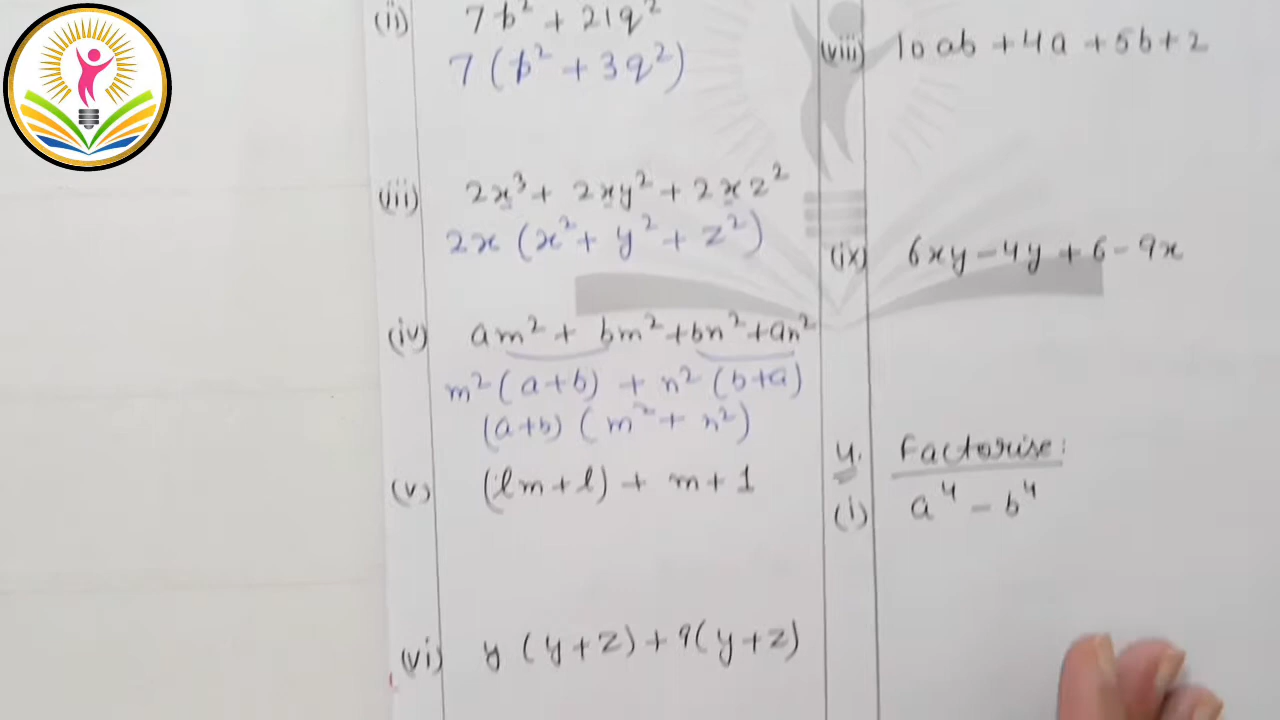 (ii) 7p² + 21q²
7 (p² + 3q²)
(iii) 2x³ + 2xy² + 2xz²
2x (x² + y² + z²)
(iv) am² + bm² + bn² + an²
m² (a+b) + n² (b+a)
(a+b) (m² + n²)
(v) (lm + l) + m + 1
(vi) y (y+z) + 9(y+z)
(viii) 10ab + 4a + 5b + 2
(ix) 6xy - 4y + 6 - 9x
4. Factorise:
(i) a⁴ - b⁴